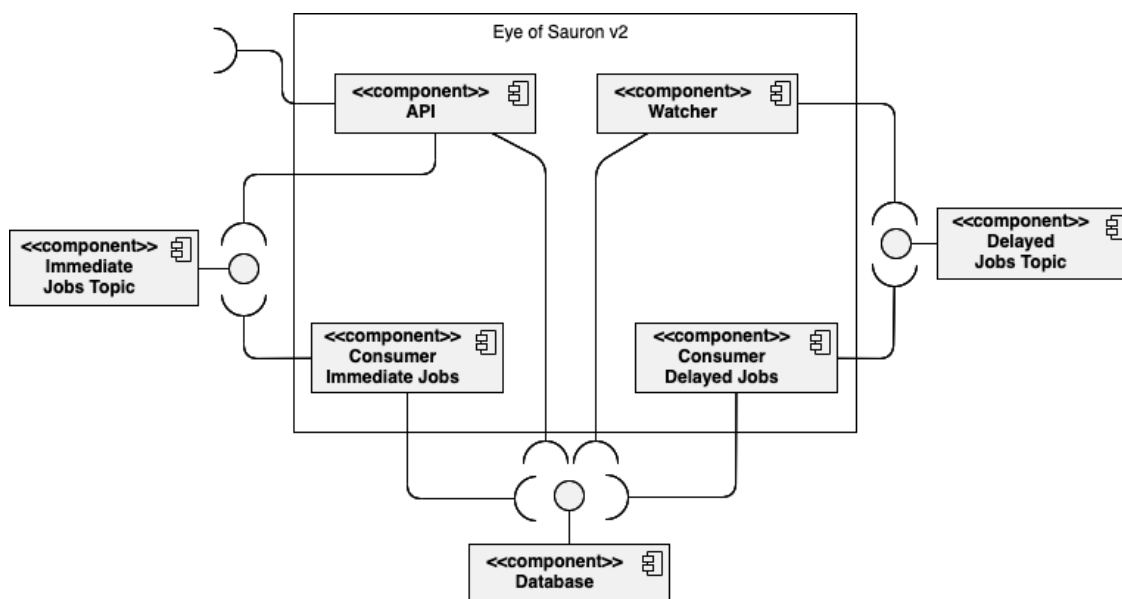 Eye of Sauron v2
<<component>>
API
<<component>>
Watcher
<<component>>
Immediate
Jobs Topic
<<component>>
Delayed
Jobs Topic
<<component>>
Consumer
Immediate Jobs
<<component>>
Consumer
Delayed Jobs
<<component>>
Database